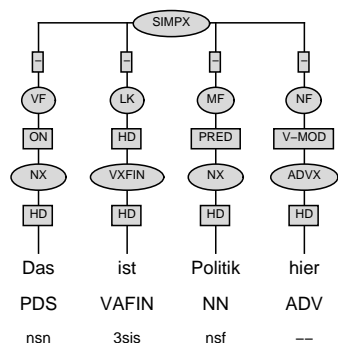 SIMPX
– – – –
VF LK MF NF
ON HD PRED V–MOD
NX VXFIN NX ADVX
HD HD HD HD
Das ist Politik hier
PDS VAFIN NN ADV
nsn 3sis nsf ––